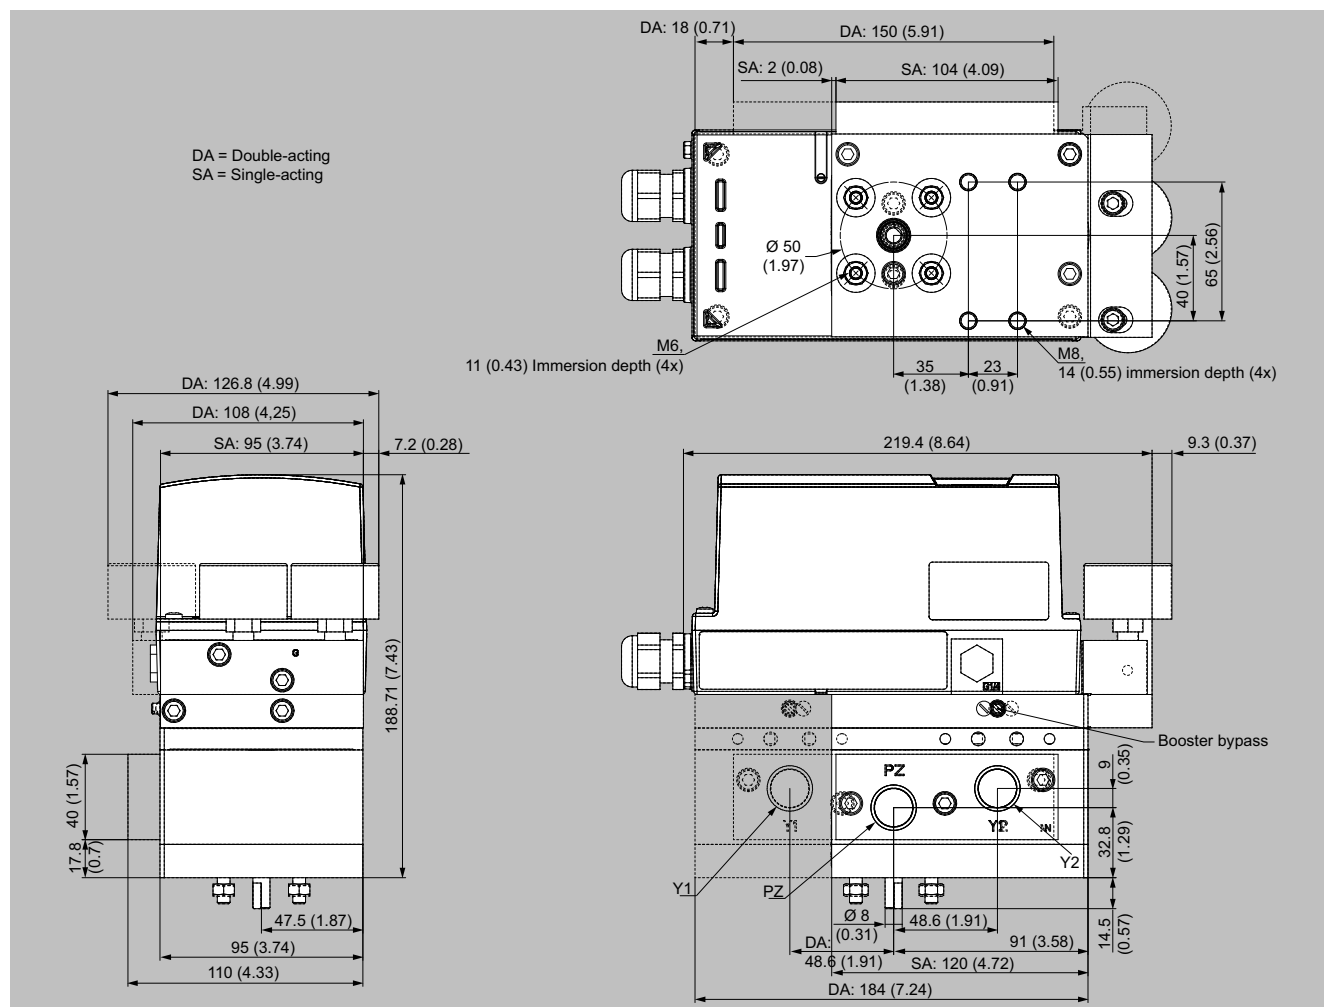 DA: 18 (0.71)
DA: 150 (5.91)
SA: 2 (0.08)
SA: 104 (4.09)
DA = Double-acting
SA = Single-acting
Ø 50
(1.97)
40 (1.57)
65 (2.56)
M6,
11 (0.43) Immersion depth (4x)
M8,
14 (0.55) immersion depth (4x)
35
(1.38)
23
(0.91)
DA: 126.8 (4.99)
DA: 108 (4,25)
SA: 95 (3.74)
7.2 (0.28)
188.71 (7.43)
G
40 (1.57)
17.8
(0.7)
47.5 (1.87)
95 (3.74)
110 (4.33)
219.4 (8.64)
9.3 (0.37)
Booster bypass
9
(0.35)
PZ
32.8
(1.29)
Y2
Y1
PZ
Ø 8
(0.31)
48.6 (1.91)
14.5
(0.57)
DA:
48.6 (1.91)
91 (3.58)
SA: 120 (4.72)
DA: 184 (7.24)